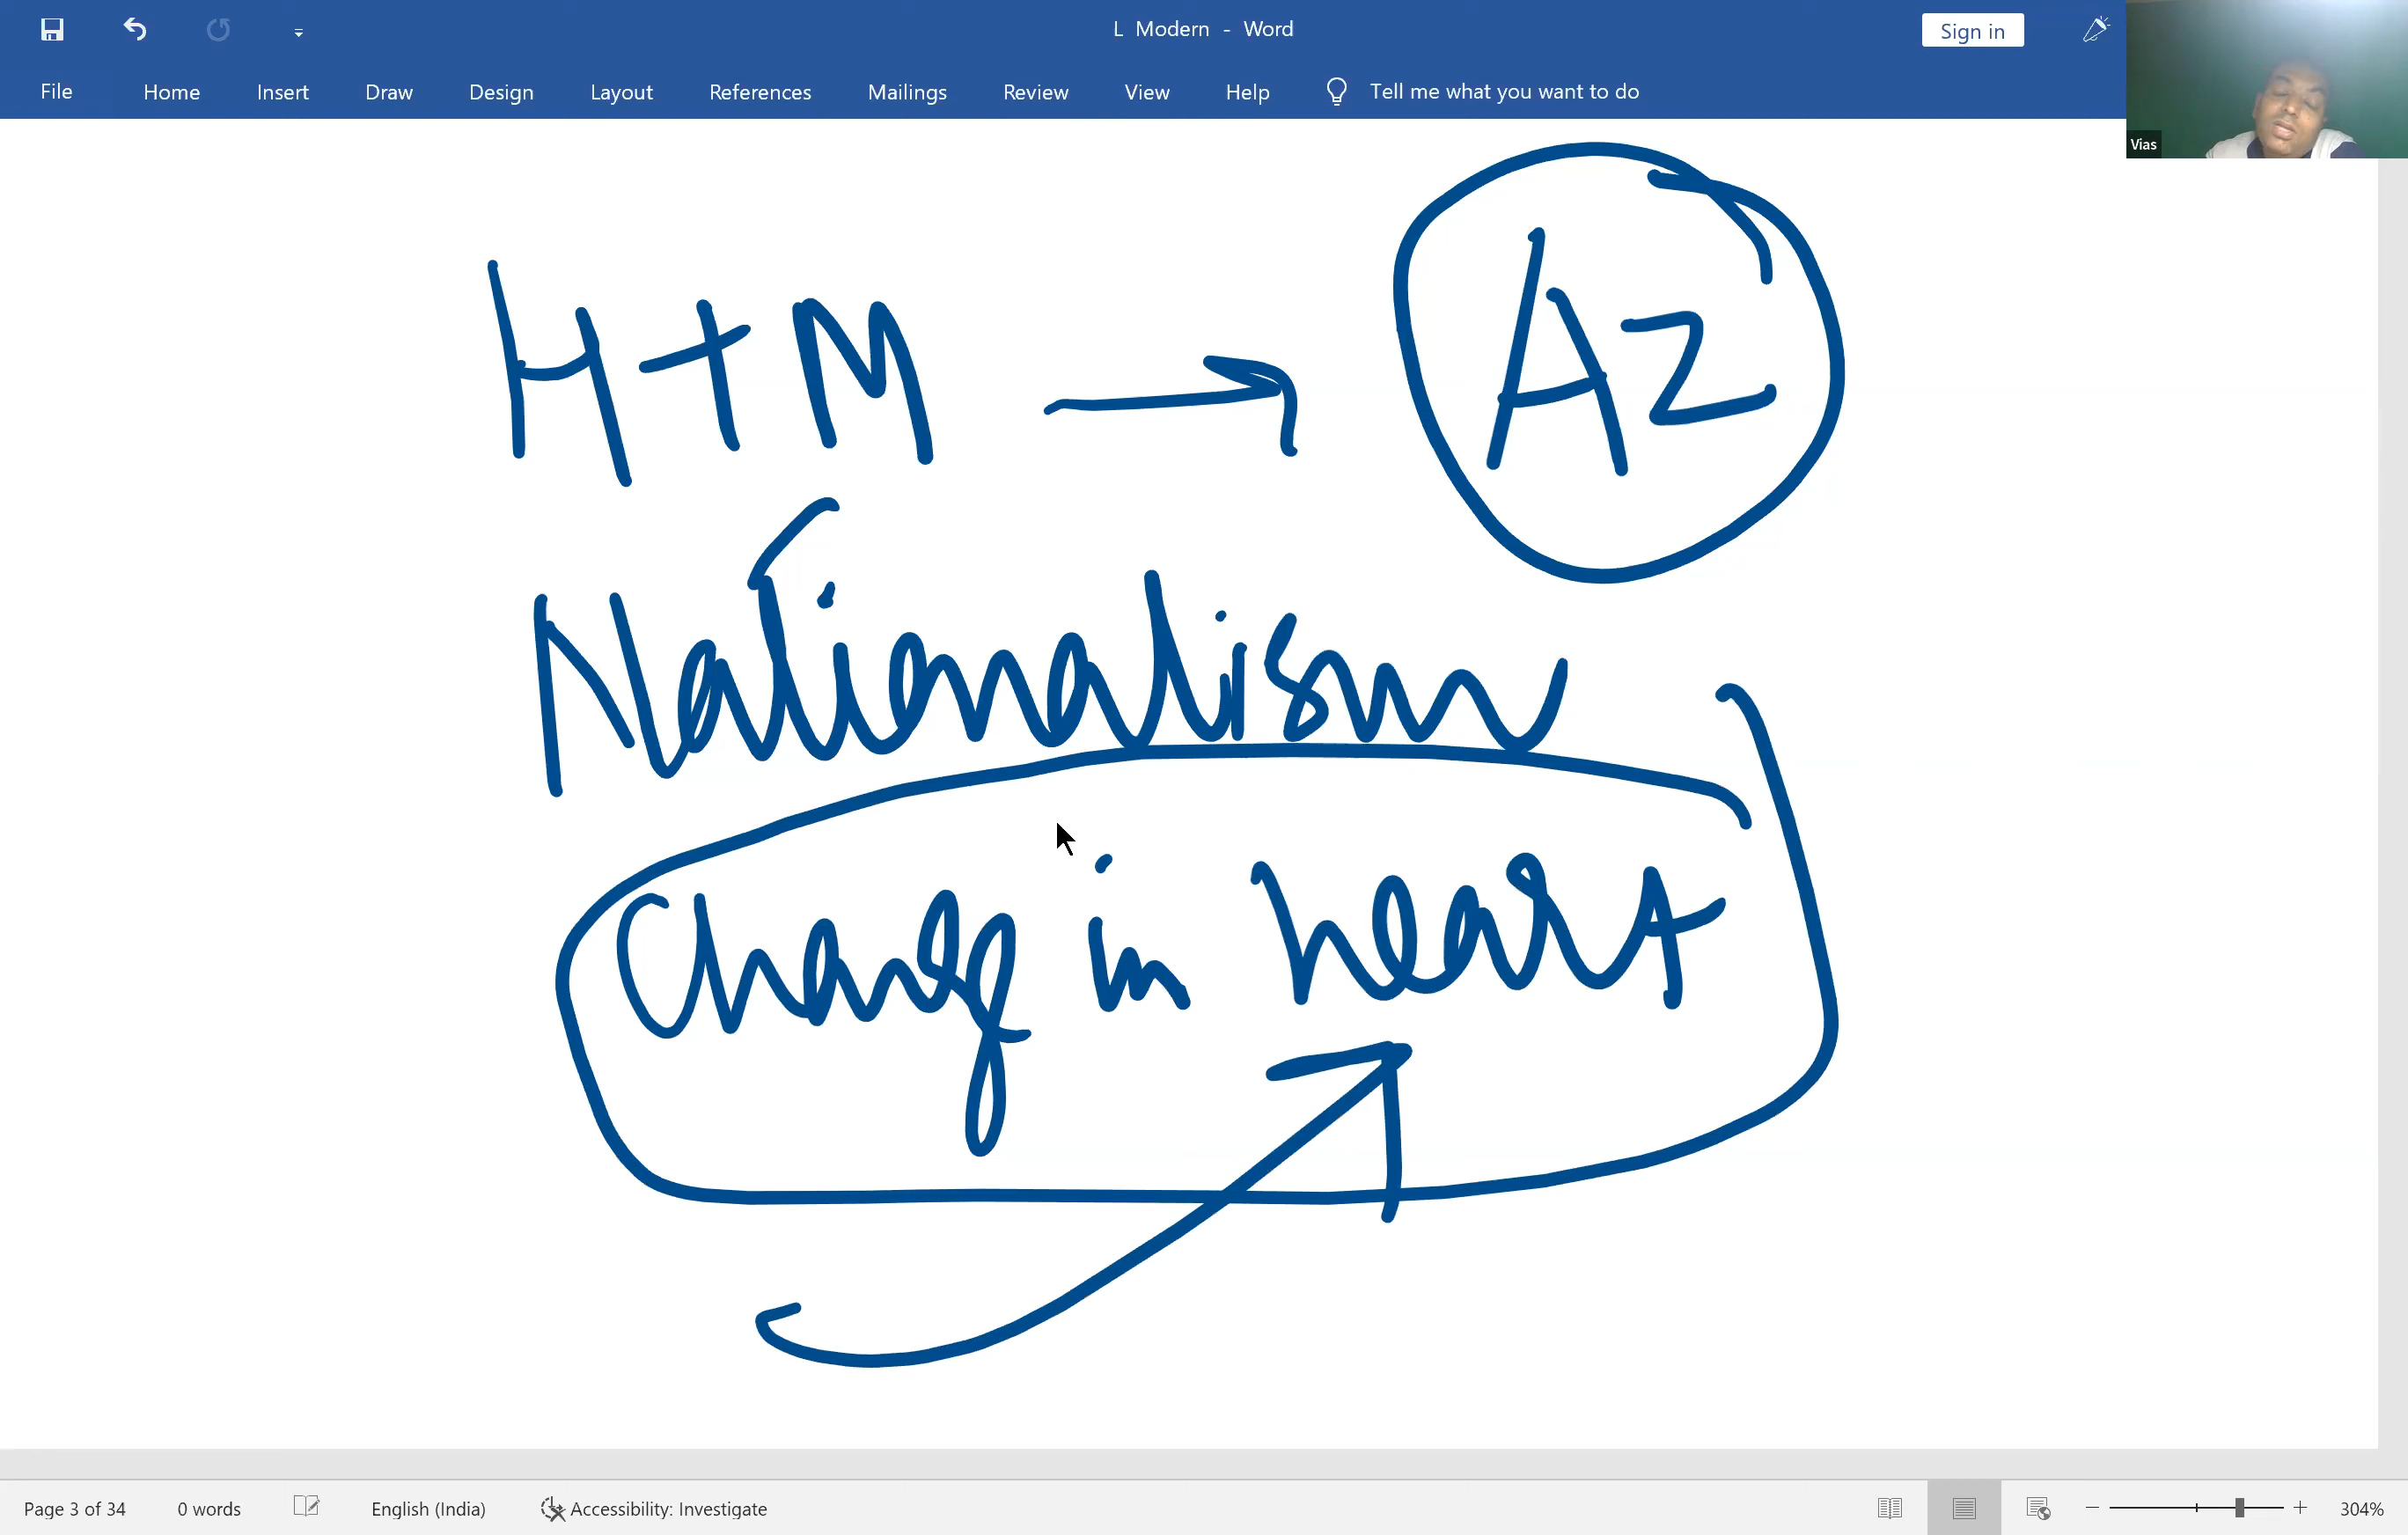 L Modern - Word
Sign in
File Home Insert Draw Design Layout References Mailings Review View Help Tell me what you want to do
Vias
H+M → Az
Nationalism
Change in heart
Page 3 of 34 0 words English (India) Accessibility: Investigate 304%